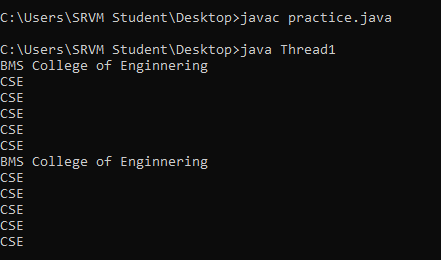 C:\Users\SRVM Student\Desktop>javac practice.java
C:\Users\SRVM Student\Desktop>java Thread1
BMS College of Enginnering
CSE
CSE
CSE
CSE
CSE
BMS College of Enginnering
CSE
CSE
CSE
CSE
CSE